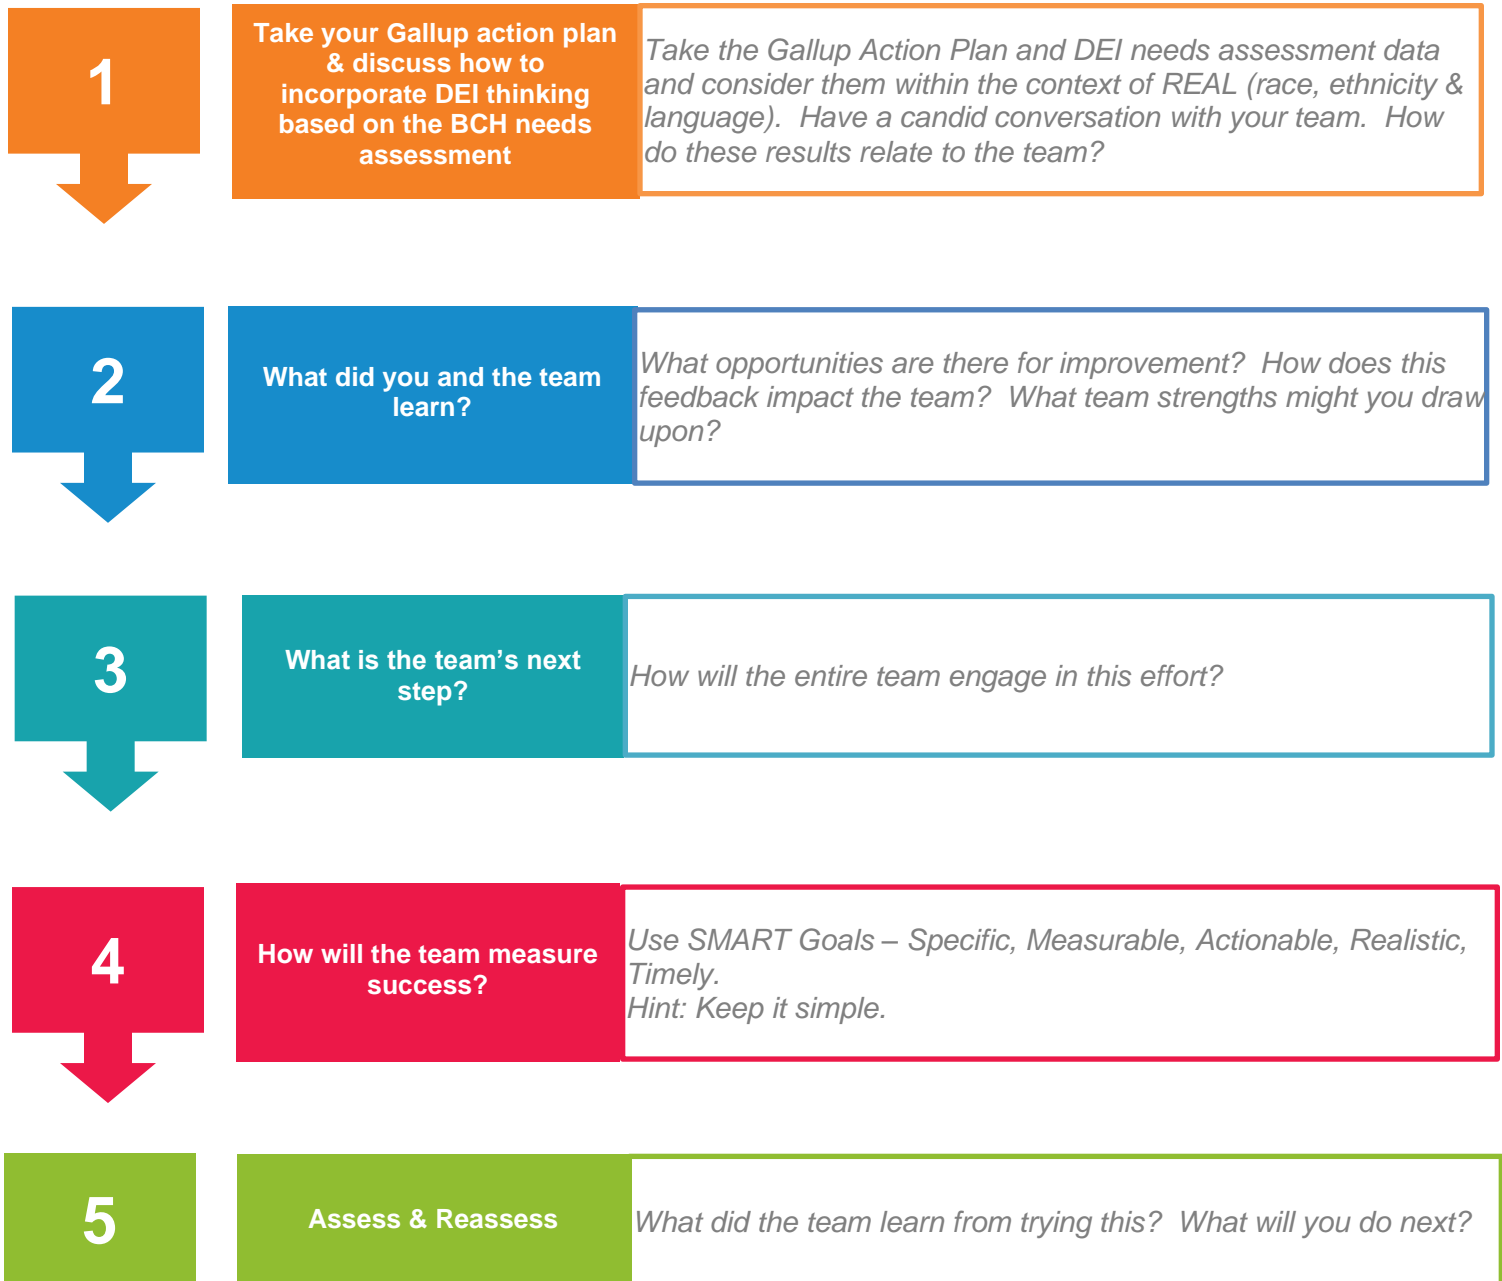 1
Take your Gallup action plan
& discuss how to
incorporate DEI thinking
based on the BCH needs
assessment
Take the Gallup Action Plan and DEI needs assessment data
and consider them within the context of REAL (race, ethnicity &
language).  Have a candid conversation with your team.  How
do these results relate to the team?
2
What did you and the team
learn?
What opportunities are there for improvement?  How does this
feedback impact the team?  What team strengths might you draw
upon?
3
What is the team’s next
step?
How will the entire team engage in this effort?
4
How will the team measure
success?
Use SMART Goals – Specific, Measurable, Actionable, Realistic,
Timely.
Hint: Keep it simple.
5
Assess & Reassess
What did the team learn from trying this?  What will you do next?